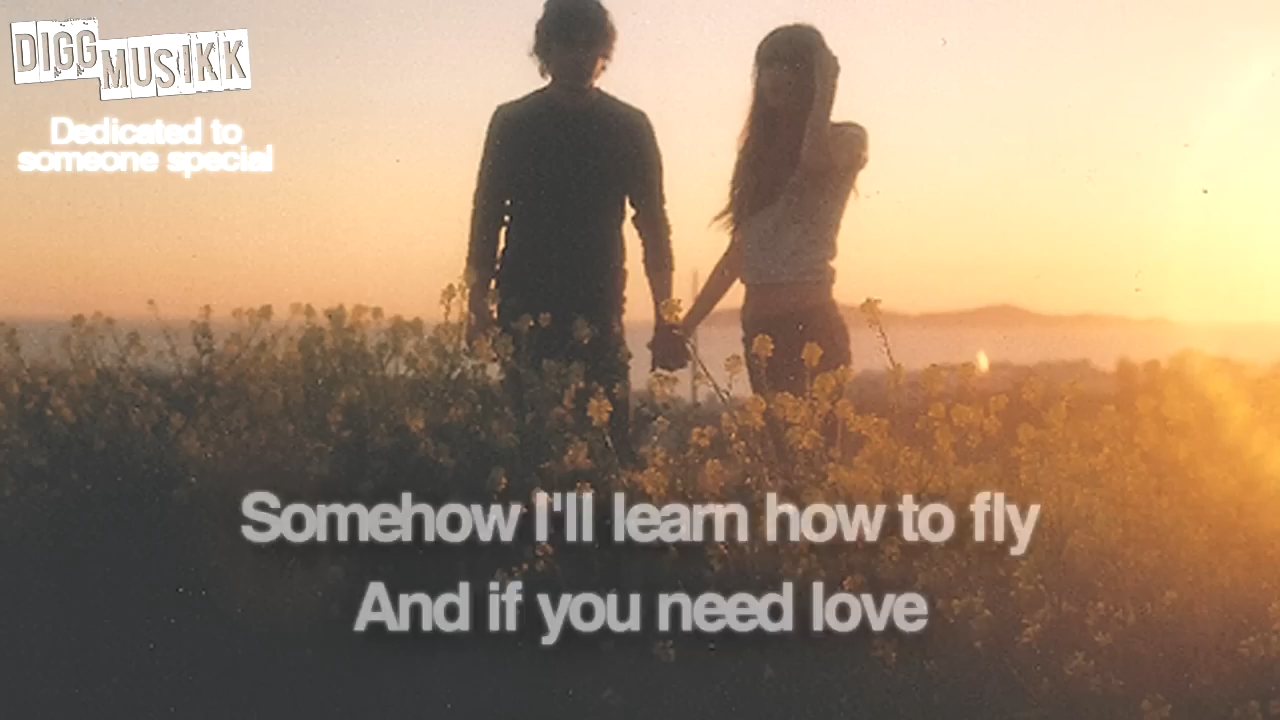 DIGG
MUSIKK
Dedicated to
someone special
Somehow I'll learn how to fly
And if you need love